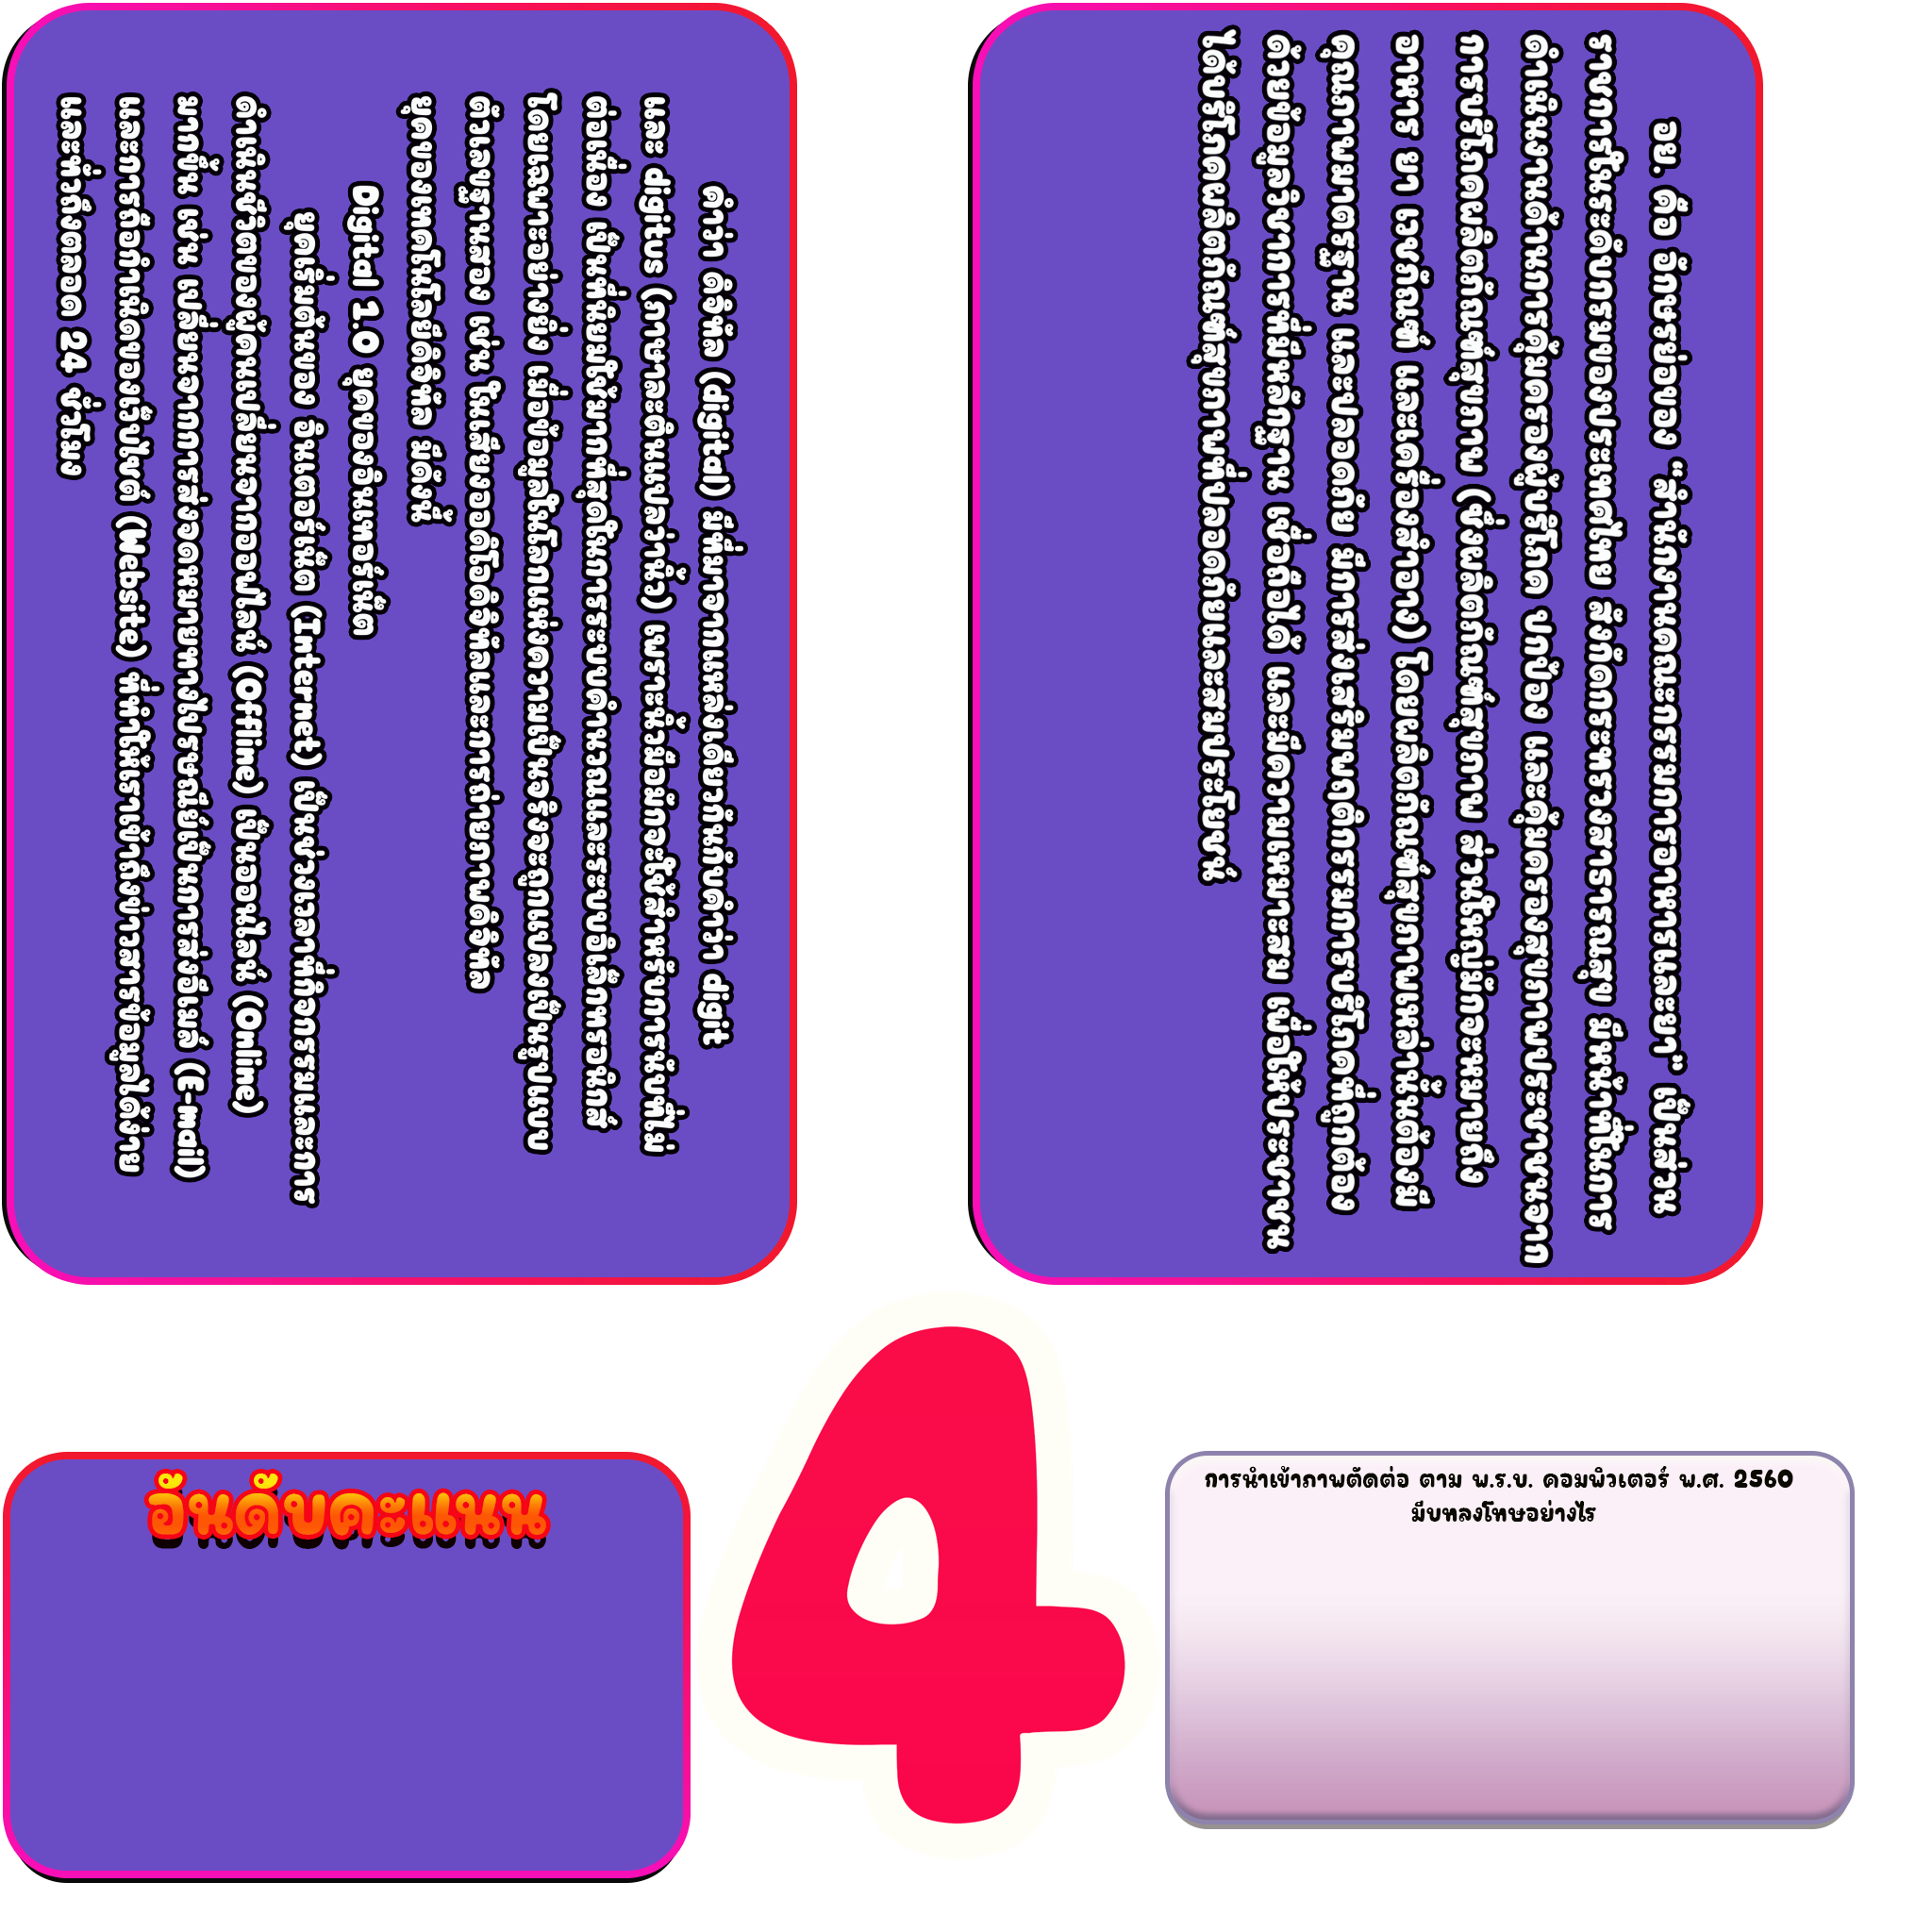 คำว่า ดิจิทัล (digital) มีที่มาจากแหล่งเดียวกันกับคำว่า digit
และ digitus (ภาษาละตินแปลว่านิ้ว) เพราะนิ้วมือมักจะใช้สำหรับการนับที่ไม่
ต่อเนื่อง เป็นที่นิยมใช้มากที่สุดในการระบบคำนวณและระบบอิเล็กทรอนิกส์
โดยเฉพาะอย่างยิ่ง เมื่อข้อมูลในโลกแห่งความเป็นจริงจะถูกแปลงเป็นรูปแบบ
ตัวเลขฐานสอง เช่น ในเสียงออดิโอดิจิทัลและการถ่ายภาพดิจิทัล
ยุคของเทคโนโลยีดิจิทัล มีดังนี้
Digital 1.0 ยุคของอินเทอร์เน็ต
ยุคเริ่มต้นของ อินเตอร์เน็ต (Internet) เป็นช่วงเวลาที่กิจกรรมและการ
ดำเนินชีวิตของผู้คนเปลี่ยนจากออฟไลน์ (Offline) เป็นออนไลน์ (Online)
มากขึ้น เช่น เปลี่ยนจากการส่งจดหมายทางไปรษณีย์เป็นการส่งอีเมล์ (E-mail)
และการก่อกำเนิดของเว็บไซต์ (Website) ที่ทำให้เราเข้าถึงข่าวสารข้อมูลได้ง่าย
และทั่วถึงตลอด 24 ชั่วโมง
อย. คือ อักษรย่อของ "สำนักงานคณะกรรมการอาหารและยา" เป็นส่วน
ราชการในระดับกรมของประเทศไทย สังกัดกระทรวงสาธารณสุข มีหน้าที่ในการ
ดำเนินงานด้านการคุ้มครองผู้บริโภค ปกป้อง และคุ้มครองสุขภาพประชาชนจาก
การบริโภคผลิตภัณฑ์สุขภาพ (ซึ่งผลิตภัณฑ์สุขภาพ ส่วนใหญ่มักจะหมายถึง
อาหาร ยา เวชภัณฑ์ และเครื่องสำอาง) โดยผลิตภัณฑ์สุขภาพเหล่านั้นต้องมี
คุณภาพมาตรฐาน และปลอดภัย มีการส่งเสริมพฤติกรรมการบริโภคที่ถูกต้อง
ด้วยข้อมูลวิชาการที่มีหลักฐาน เชื่อถือได้ และมีความเหมาะสม เพื่อให้ประชาชน
ได้บริโภคผลิตภัณฑ์สุขภาพที่ปลอดภัยและสมประโยชน์
อันดับคะแนน
4
การนำเข้าภาพตัดต่อ ตาม พ.ร.บ. คอมพิวเตอร์ พ.ศ. 2560
มีบทลงโทษอย่างไร